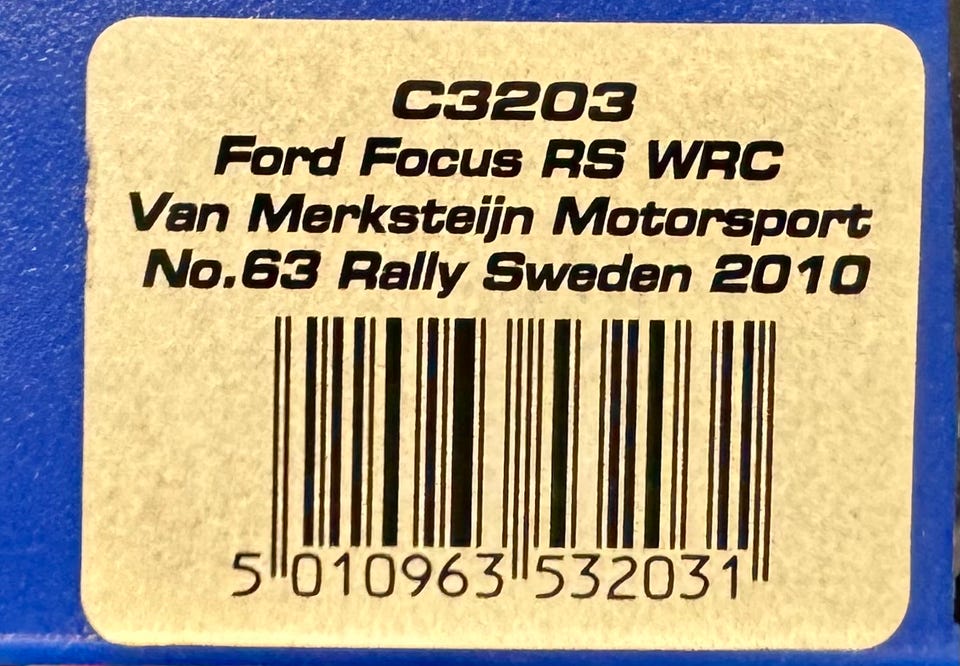 C3203
Ford Focus RS WRC
Van Merksteijn Motorsport
No.63 Rally Sweden 2010
5 010963 532031